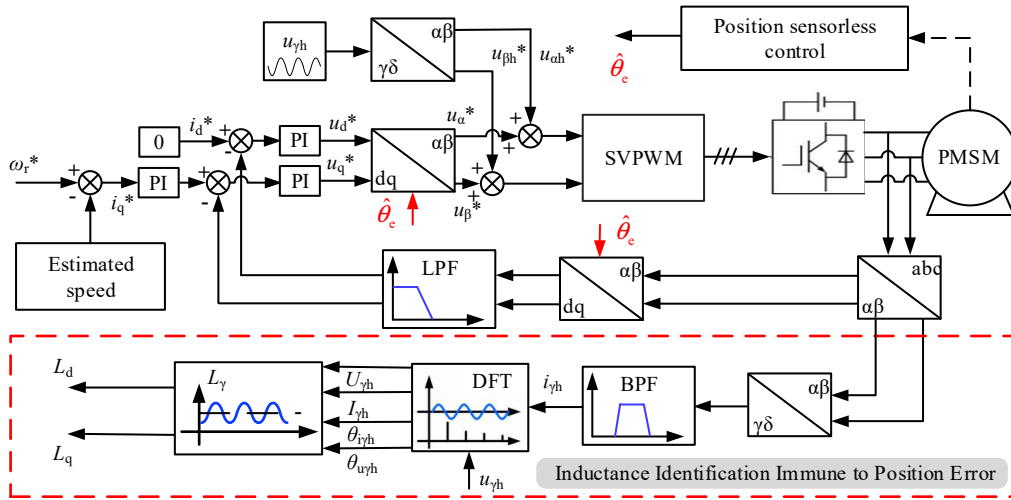 u_γh
αβ
γδ
u_βh*
u_αh*
θ̂_e
Position sensorless
control
ω_r*
+
-
i_q*
PI
0
i_d*
+
-
+
-
PI
PI
u_d*
u_q*
αβ
dq
θ̂_e
u_α*
u_β*
+
+
+
+
SVPWM
PMSM
Estimated
speed
LPF
θ̂_e
αβ
dq
abc
αβ
L_d
L_q
L_γ
U_γh
I_γh
θ_iγh
θ_uγh
DFT
u_γh
i_γh
BPF
αβ
γδ
Inductance Identification Immune to Position Error